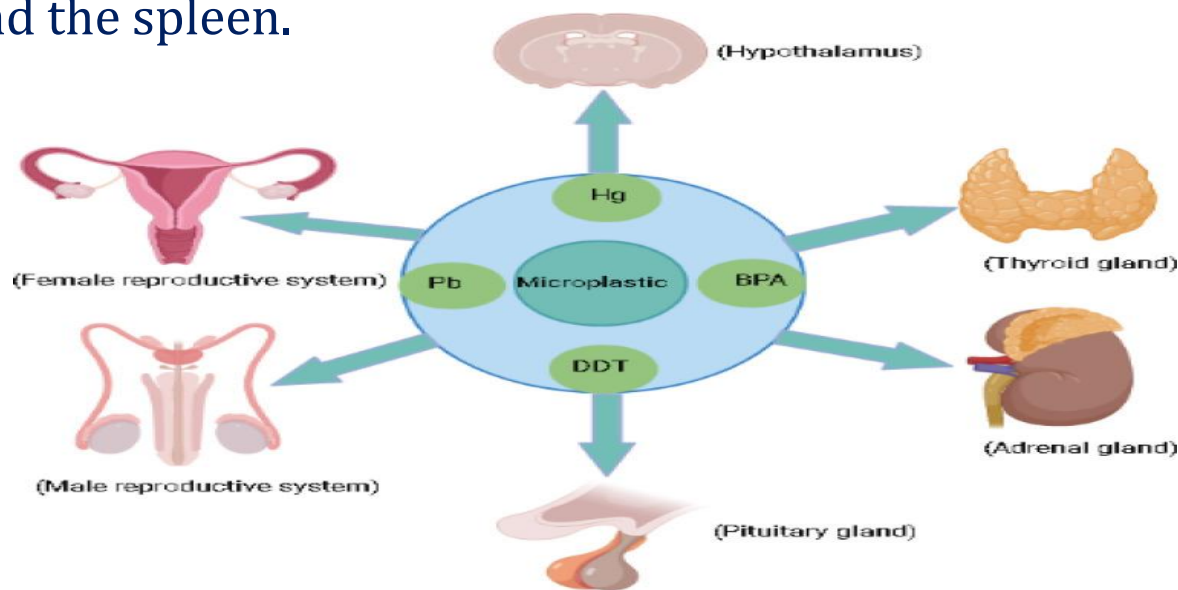 nd the spleen.
(Hypothalamus)
Hg
(Thyroid gland)
(Female reproductive system)
Pb
Microplastic
BPA
DDT
(Adrenal gland)
(Male reproductive system)
(Pituitary gland)